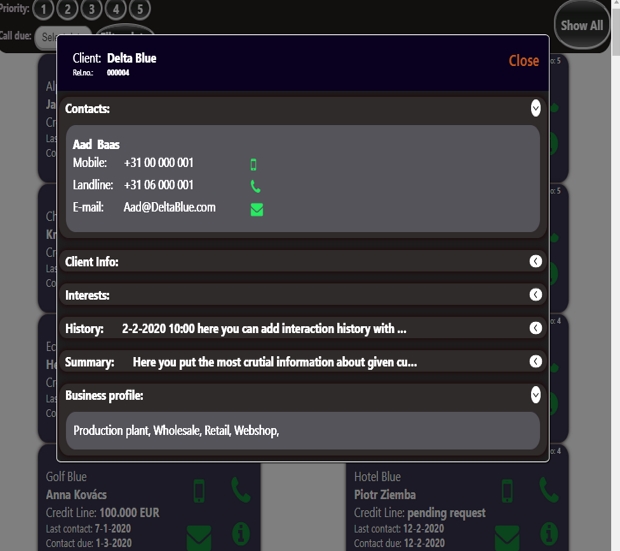 Priority: 1 2 3 4 5
Call due:
Show All
Client: Delta Blue
Rel.no.: 000004
Close
Contacts:
Aad Baas
Mobile: +31 00 000 001
Landline: +31 06 000 001
E-mail: Aad@DeltaBlue.com
Client Info:
Interests:
History: 2-2-2020 10:00 here you can add interaction history with ...
Summary: Here you put the most crutial information about given cu...
Business profile:
Production plant, Wholesale, Retail, Webshop,
Golf Blue
Anna Kovács
Credit Line: 100.000 EUR
Last contact: 7-1-2020
Contact due: 1-3-2020
Hotel Blue
Piotr Ziemba
Credit Line: pending request
Last contact: 12-2-2020
Contact due: 12-2-2020